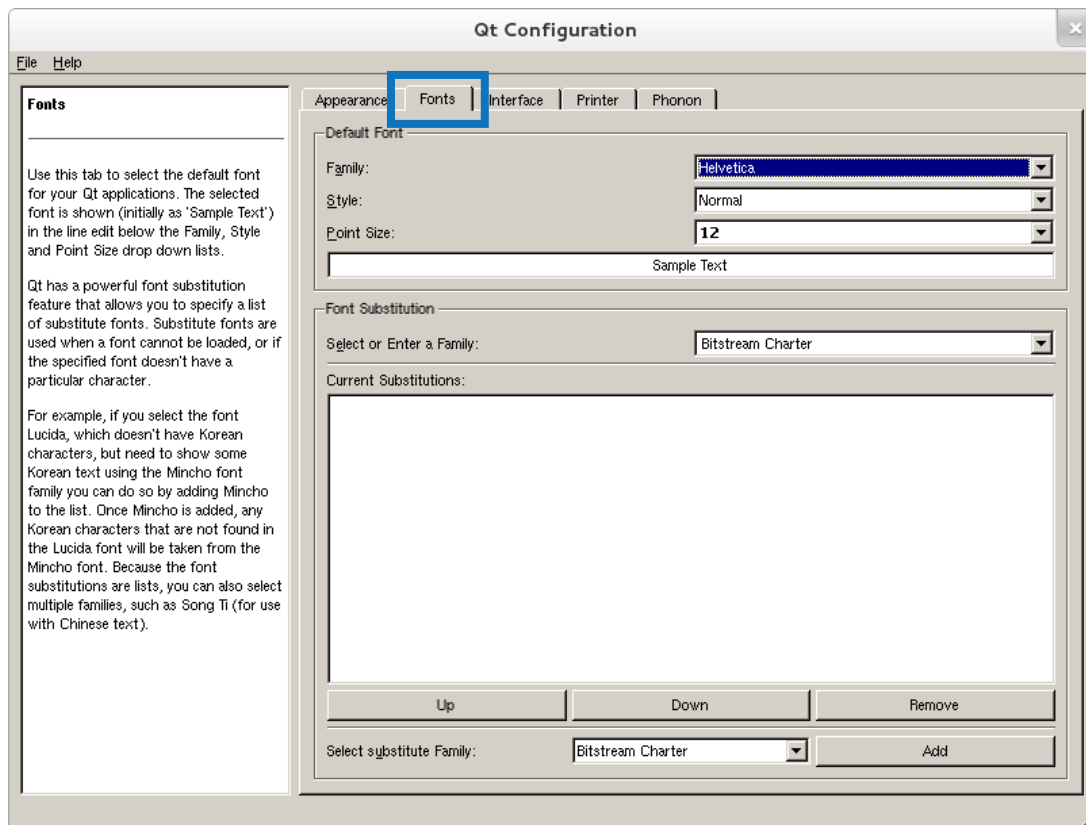 Qt Configuration
File Help
Fonts
Use this tab to select the default font
for your Qt applications. The selected
font is shown (initially as 'Sample Text')
in the line edit below the Family, Style
and Point Size drop down lists.
Qt has a powerful font substitution
feature that allows you to specify a list
of substitute fonts. Substitute fonts are
used when a font cannot be loaded, or if
the specified font doesn't have a
particular character.
For example, if you select the font
Lucida, which doesn't have Korean
characters, but need to show some
Korean text using the Mincho font
family you can do so by adding Mincho
to the list. Once Mincho is added, any
Korean characters that are not found in
the Lucida font will be taken from the
Mincho font. Because the font
substitutions are lists, you can also select
multiple families, such as Song Ti (for use
with Chinese text).
Appearance Fonts Interface Printer Phonon
Default Font
Family: Helvetica
Style: Normal
Point Size: 12
Sample Text
Font Substitution
Select or Enter a Family: Bitstream Charter
Current Substitutions:
Up Down Remove
Select substitute Family: Bitstream Charter Add